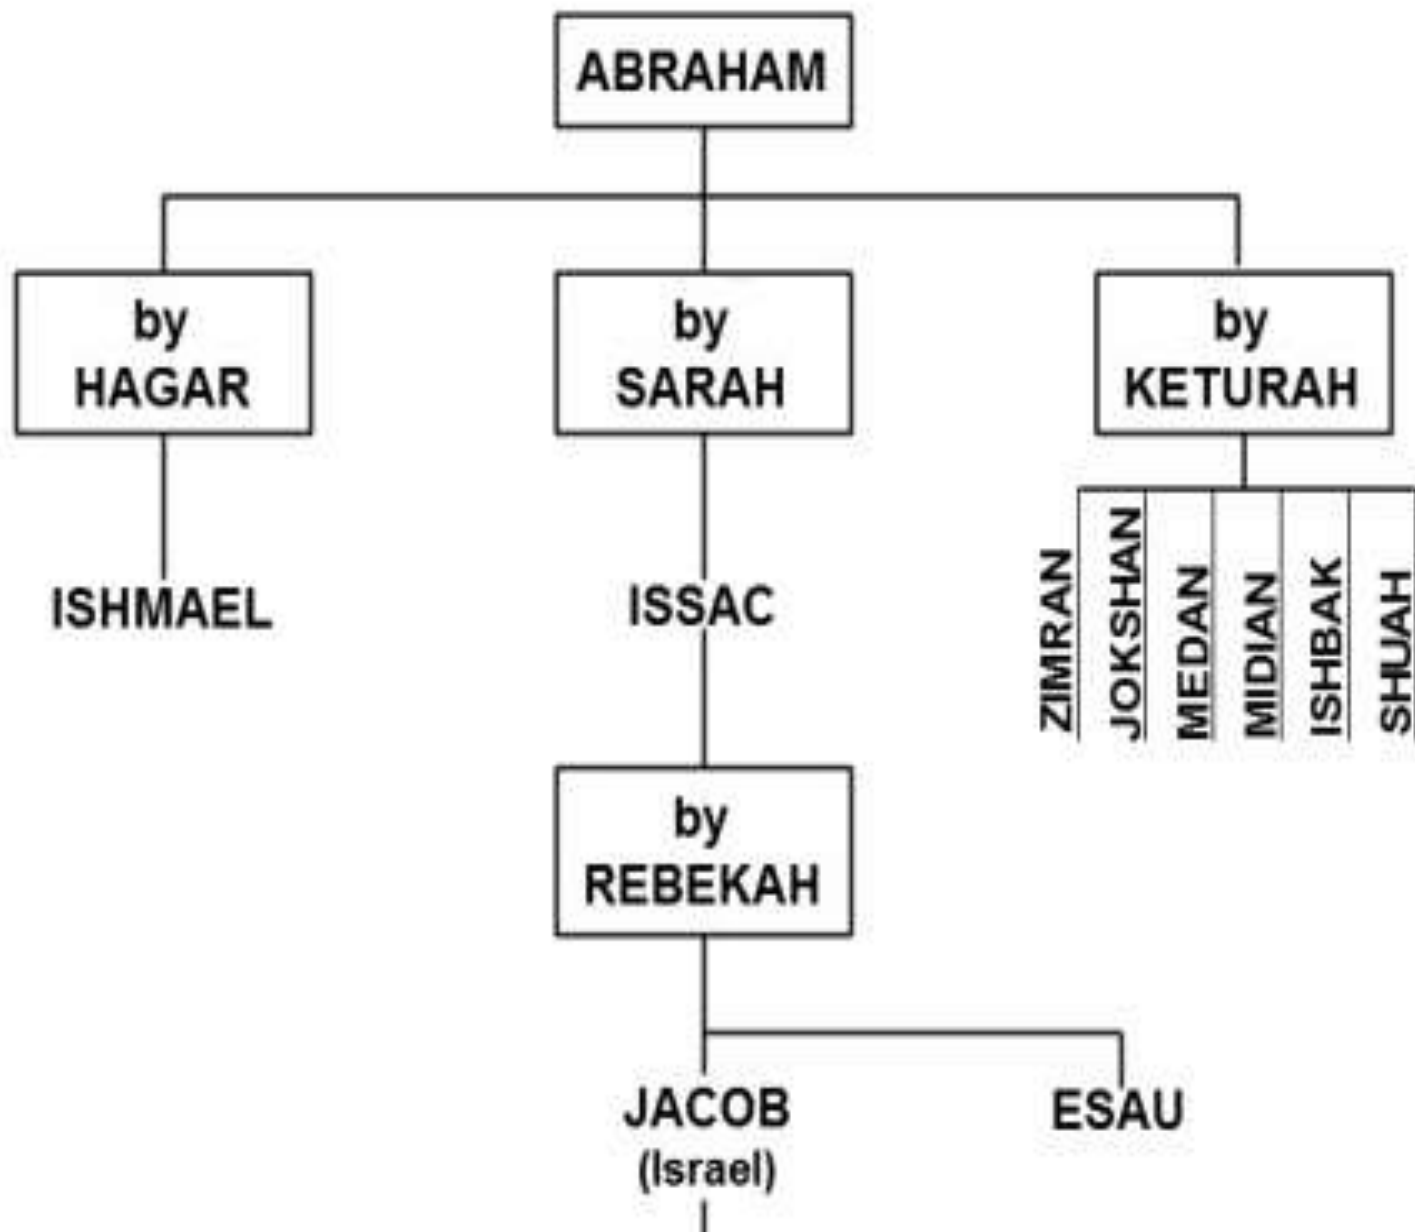 ABRAHAM
by
HAGAR
by
SARAH
by
KETURAH
ISHMAEL
ISSAC
ZIMRAN
JOKSHAN
MEDAN
MIDIAN
ISHBAK
SHUAH
by
REBEKAH
JACOB
(Israel)
ESAU